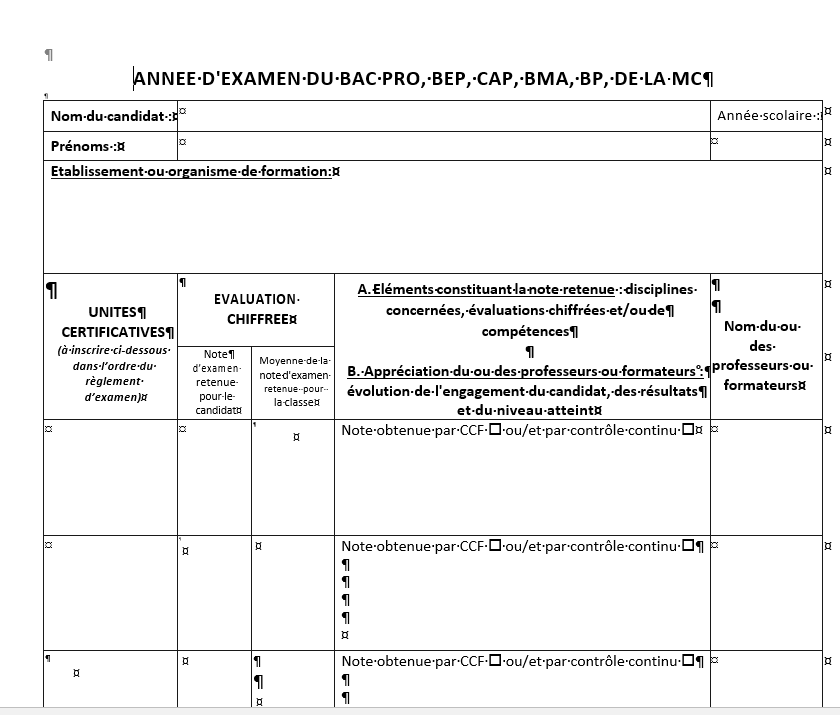 ANNEE D'EXAMEN DU BAC PRO, BEP, CAP, BMA, BP, DE LA MC
Nom du candidat :
Année scolaire :
Prénoms :
Etablissement ou organisme de formation:
UNITES
CERTIFICATIVES
(à inscrire ci-dessous
dans l'ordre du
règlement
d'examen)
EVALUATION
CHIFFREE
Note
d'examen
retenue
pour le
candidat
Moyenne de la
note d'examen
retenue pour
la classe
A. Eléments constituant la note retenue : disciplines
concernées, évaluations chiffrées et/ou de
compétences
B. Appréciation du ou des professeurs ou formateurs :
évolution de l'engagement du candidat, des résultats
et du niveau atteint
Nom du ou
des
professeurs ou
formateurs
Note obtenue par CCF ☐ ou/et par contrôle continu ☐
Note obtenue par CCF ☐ ou/et par contrôle continu ☐
Note obtenue par CCF ☐ ou/et par contrôle continu ☐